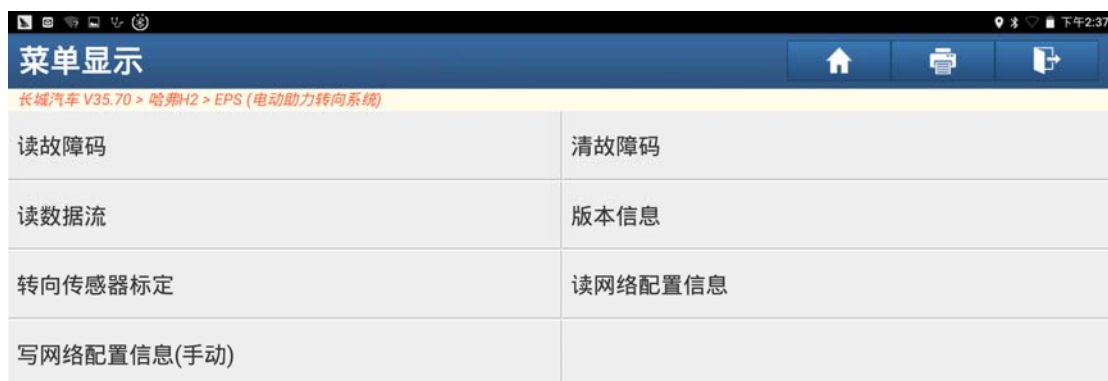 下午2:37
菜单显示
长城汽车 V35.70 > 哈弗H2 > EPS (电动助力转向系统)
读故障码
清故障码
读数据流
版本信息
转向传感器标定
读网络配置信息
写网络配置信息(手动)